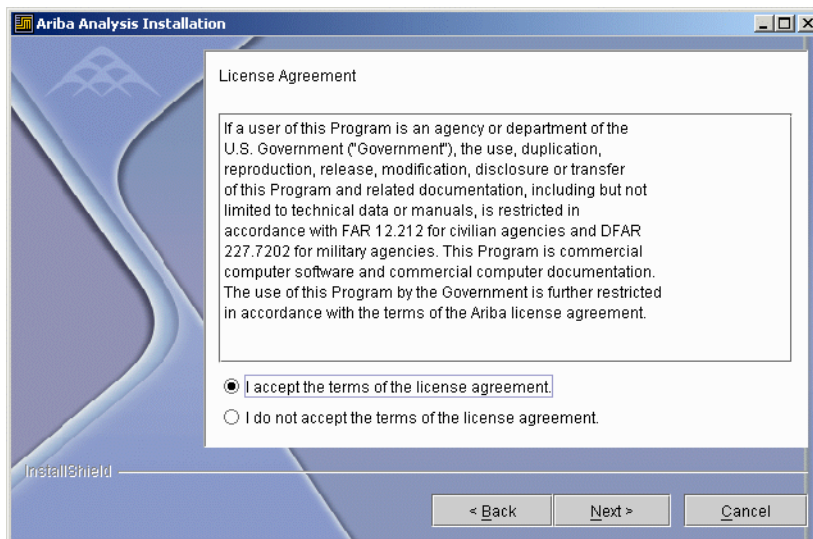 Ariba Analysis Installation
License Agreement
If a user of this Program is an agency or department of the
U.S. Government ("Government"), the use, duplication,
reproduction, release, modification, disclosure or transfer
of this Program and related documentation, including but not
limited to technical data or manuals, is restricted in
accordance with FAR 12.212 for civilian agencies and DFAR
227.7202 for military agencies. This Program is commercial
computer software and commercial computer documentation.
The use of this Program by the Government is further restricted
in accordance with the terms of the Ariba license agreement.
I accept the terms of the license agreement.
I do not accept the terms of the license agreement.
InstallShield
< Back
Next >
Cancel